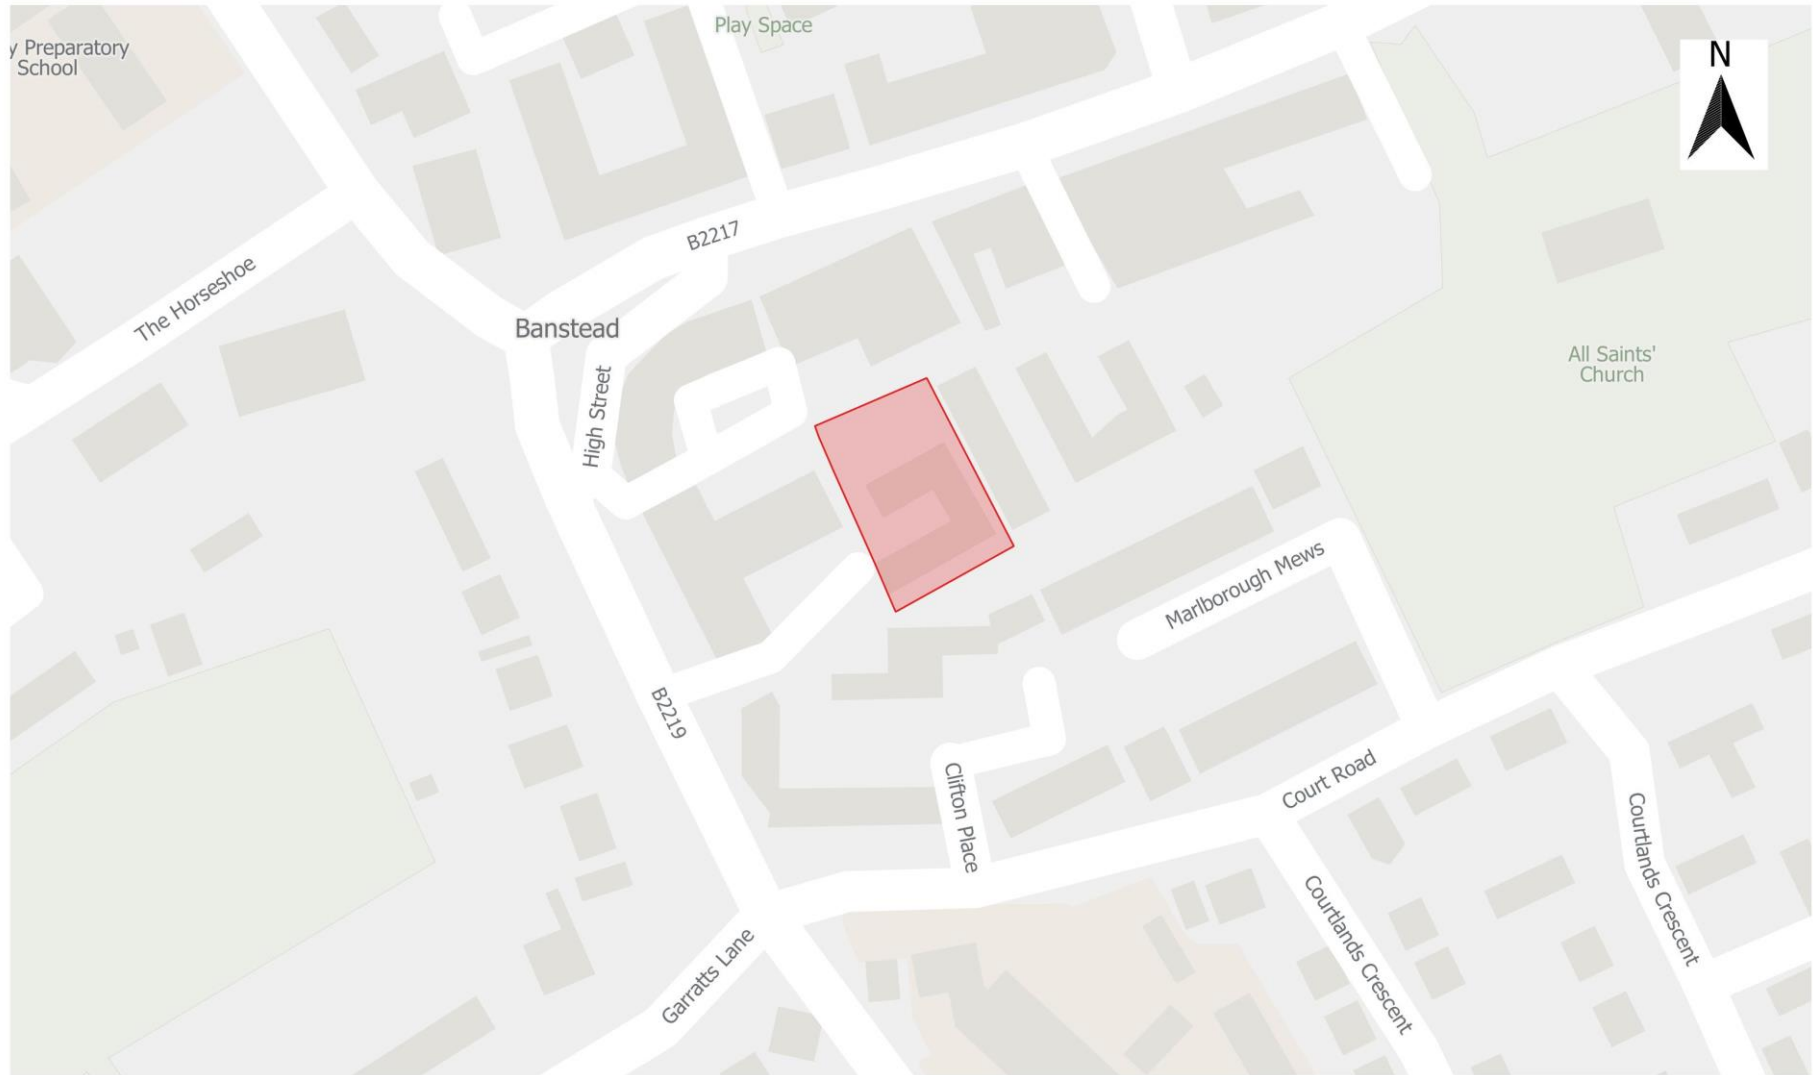 Play Space
y Preparatory
School
N
B2217
The Horseshoe
Banstead
All Saints'
Church
High Street
Marlborough Mews
B2219
Court Road
Clifton Place
Courtlands Crescent
Courtlands Crescent
Garratts Lane